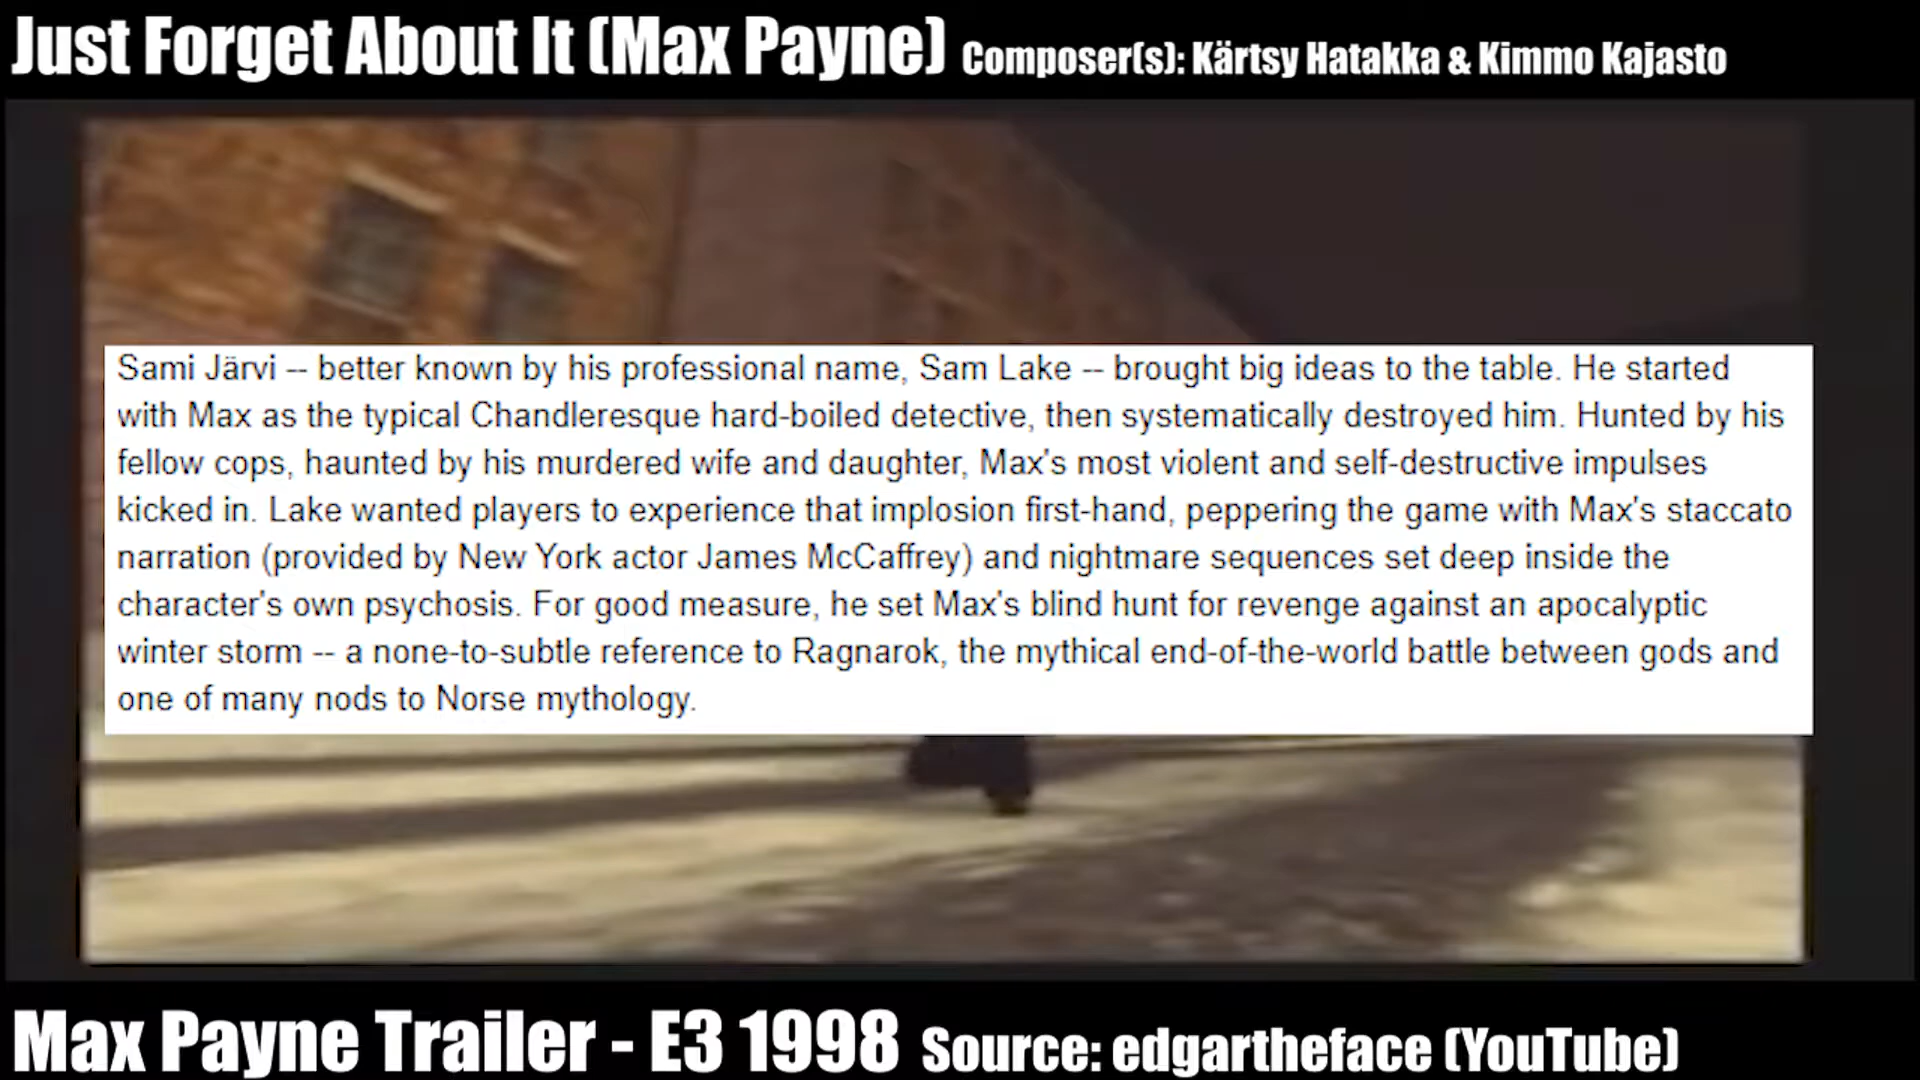 Just Forget About It (Max Payne) Composer(s): Kärtsy Hatakka & Kimmo Kajasto
Sami Järvi -- better known by his professional name, Sam Lake -- brought big ideas to the table. He started
with Max as the typical Chandleresque hard-boiled detective, then systematically destroyed him. Hunted by his
fellow cops, haunted by his murdered wife and daughter, Max's most violent and self-destructive impulses
kicked in. Lake wanted players to experience that implosion first-hand, peppering the game with Max's staccato
narration (provided by New York actor James McCaffrey) and nightmare sequences set deep inside the
character's own psychosis. For good measure, he set Max's blind hunt for revenge against an apocalyptic
winter storm -- a none-to-subtle reference to Ragnarok, the mythical end-of-the-world battle between gods and
one of many nods to Norse mythology.
Max Payne Trailer - E3 1998 Source: edgartheface (YouTube)